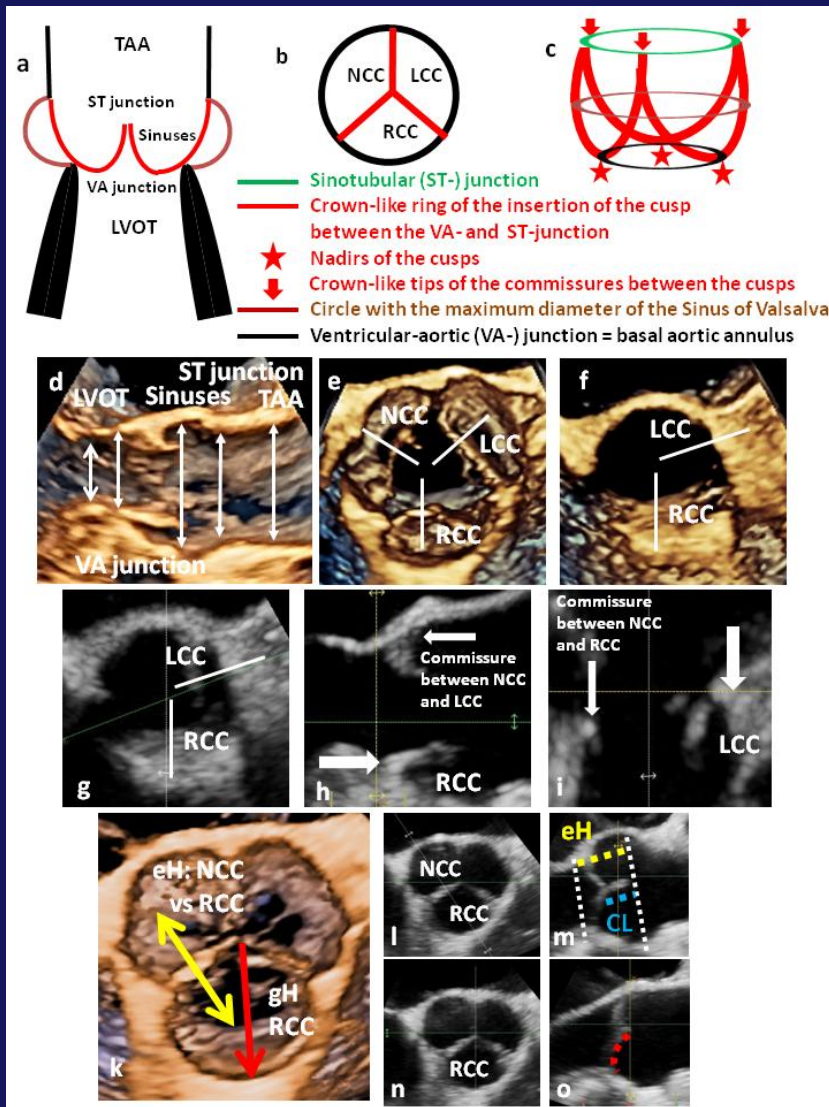 a
TAA
ST junction
Sinuses
VA junction
LVOT
b
NCC
LCC
RCC
c
Sinotubular (ST-) junction
Crown-like ring of the insertion of the cusp
between the VA- and ST-junction
Nadirs of the cusps
Crown-like tips of the commissures between the cusps
Circle with the maximum diameter of the Sinus of Valsalva
Ventricular-aortic (VA-) junction = basal aortic annulus
d
ST junction
LVOT
Sinuses
TAA
VA junction
e
NCC
LCC
RCC
f
LCC
RCC
LCC
RCC
g
Commissure
between NCC
and LCC
RCC
h
Commissure
between NCC
and RCC
LCC
i
eH: NCC
vs RCC
gH
RCC
k
NCC
RCC
l
eH
CL
m
RCC
n
o